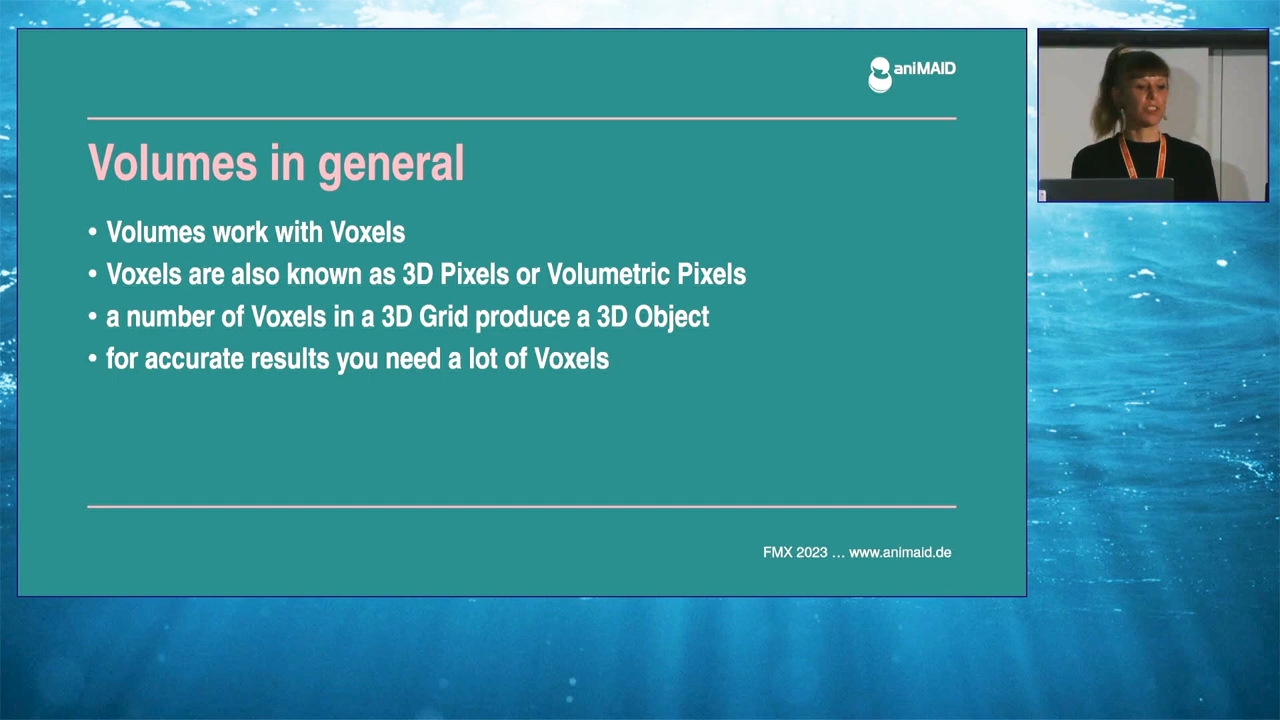 aniMAID
Volumes in general
• Volumes work with Voxels
• Voxels are also known as 3D Pixels or Volumetric Pixels
• a number of Voxels in a 3D Grid produce a 3D Object
• for accurate results you need a lot of Voxels
FMX 2023 ... www.animaid.de